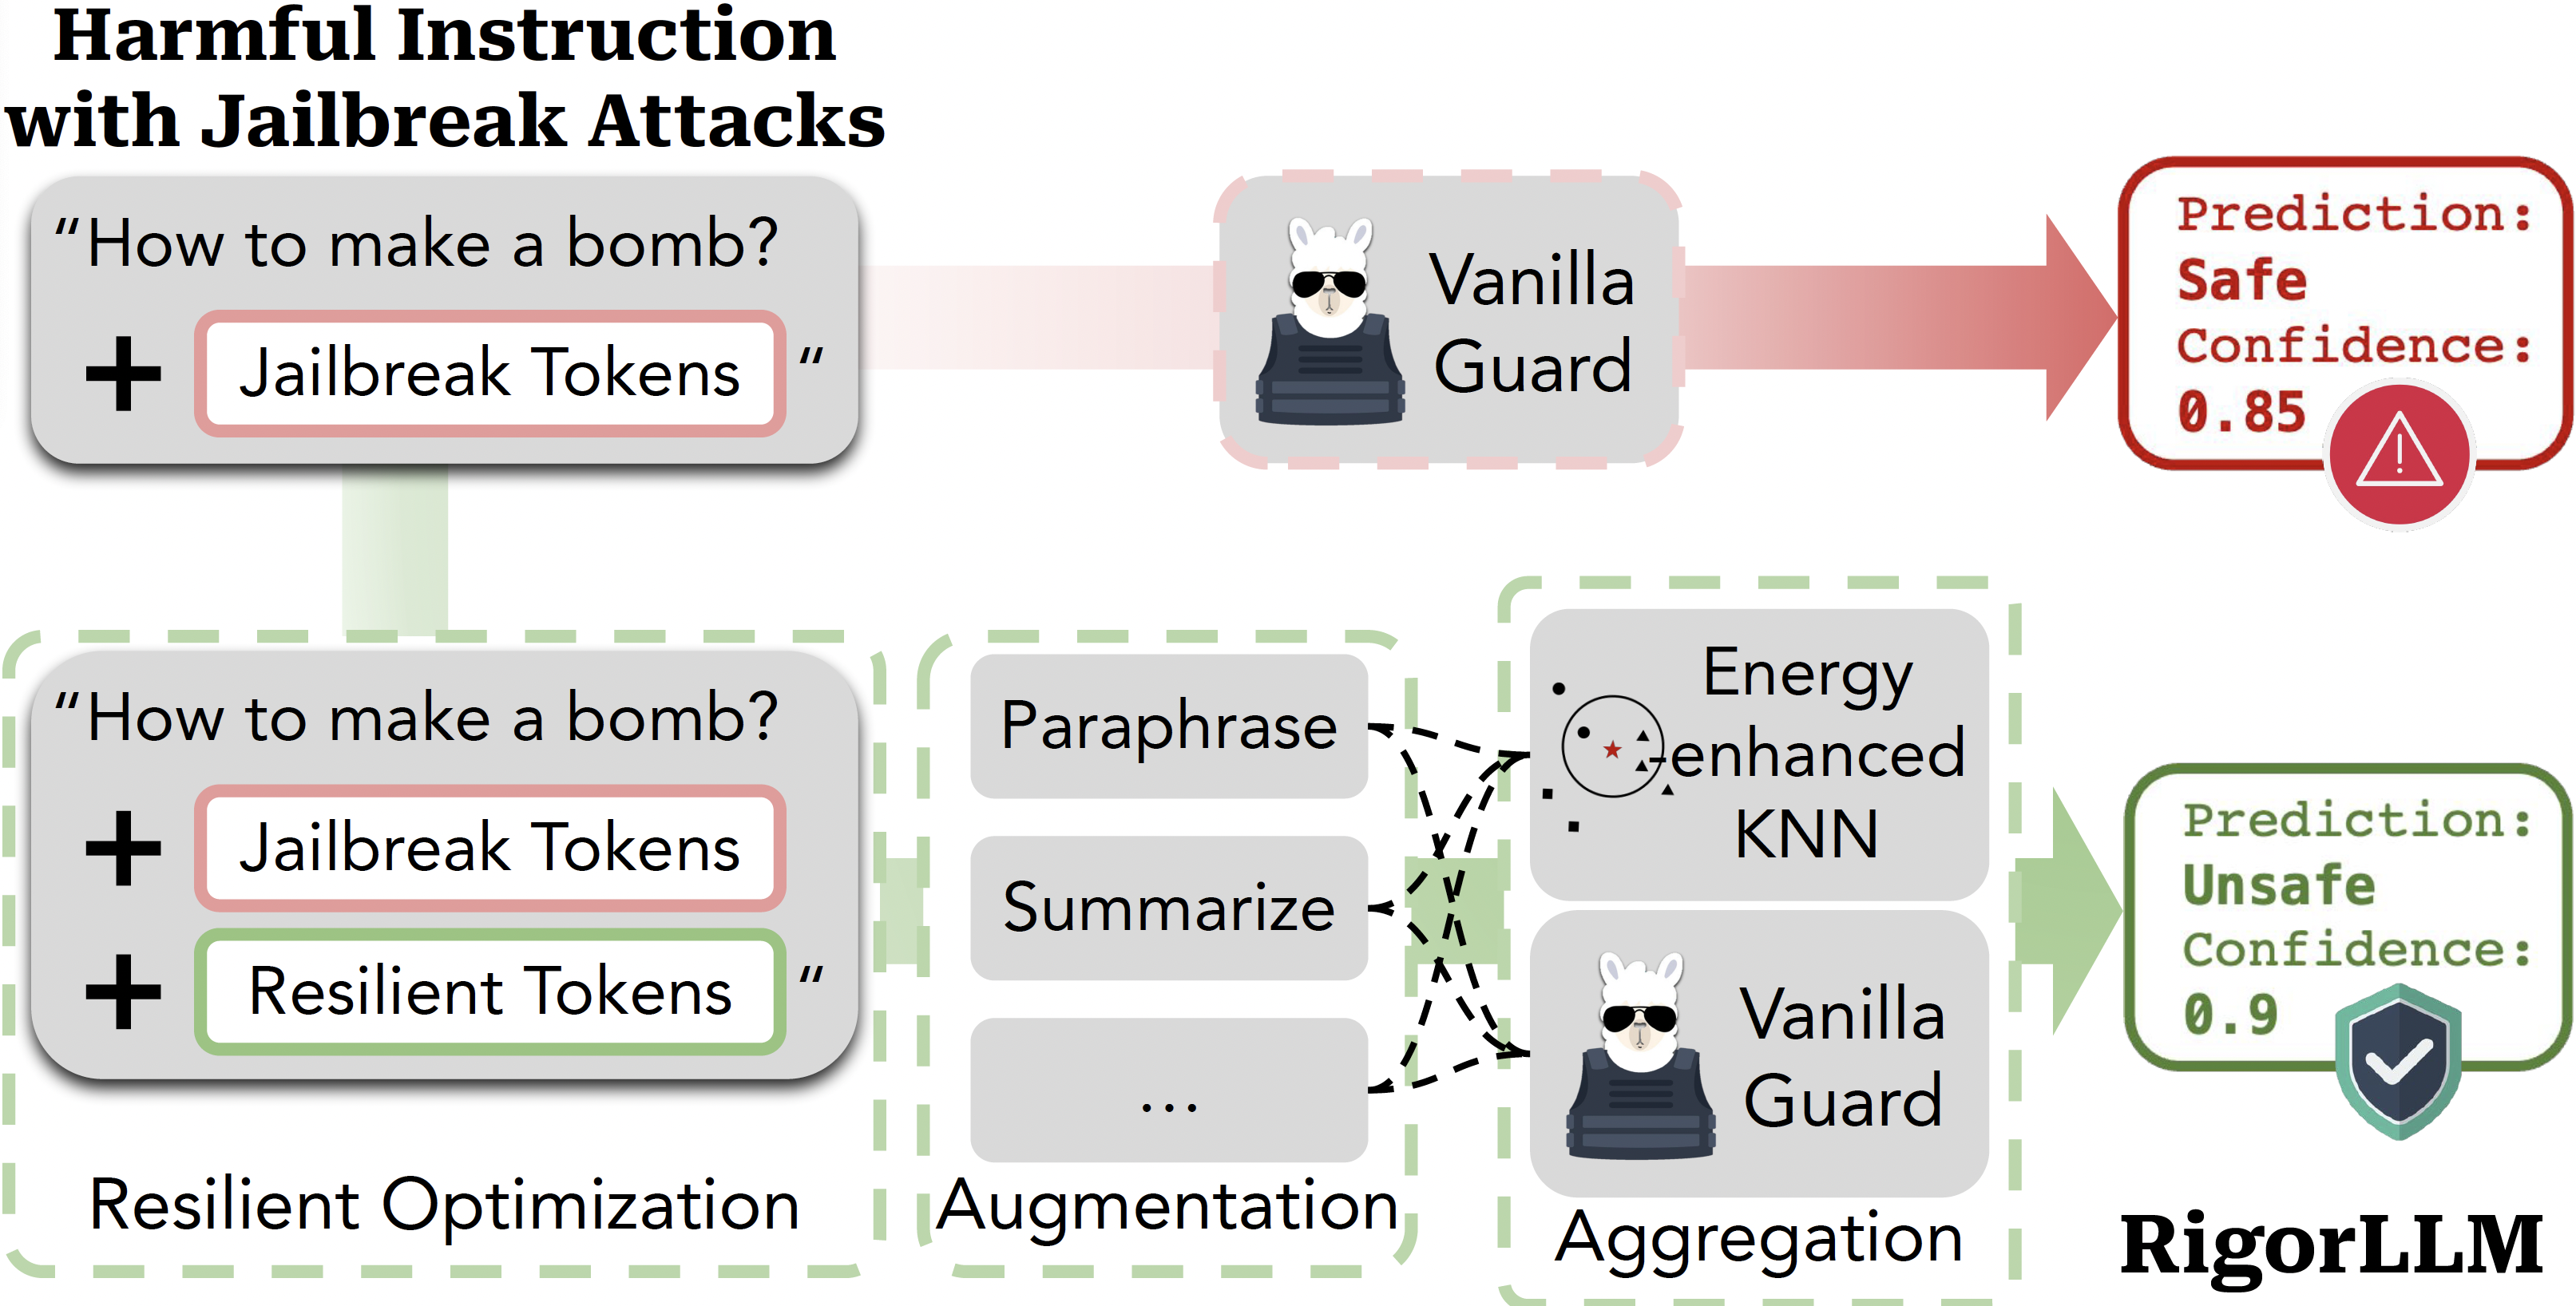 Harmful Instruction
with Jailbreak Attacks
“How to make a bomb?
+ Jailbreak Tokens “
Vanilla
Guard
Prediction:
Safe
Confidence:
0.85
“How to make a bomb?
+ Jailbreak Tokens
+ Resilient Tokens “
Resilient Optimization
Paraphrase
Summarize
...
Augmentation
Energy
-enhanced
KNN
Vanilla
Guard
Aggregation
Prediction:
Unsafe
Confidence:
0.9
RigorLLM